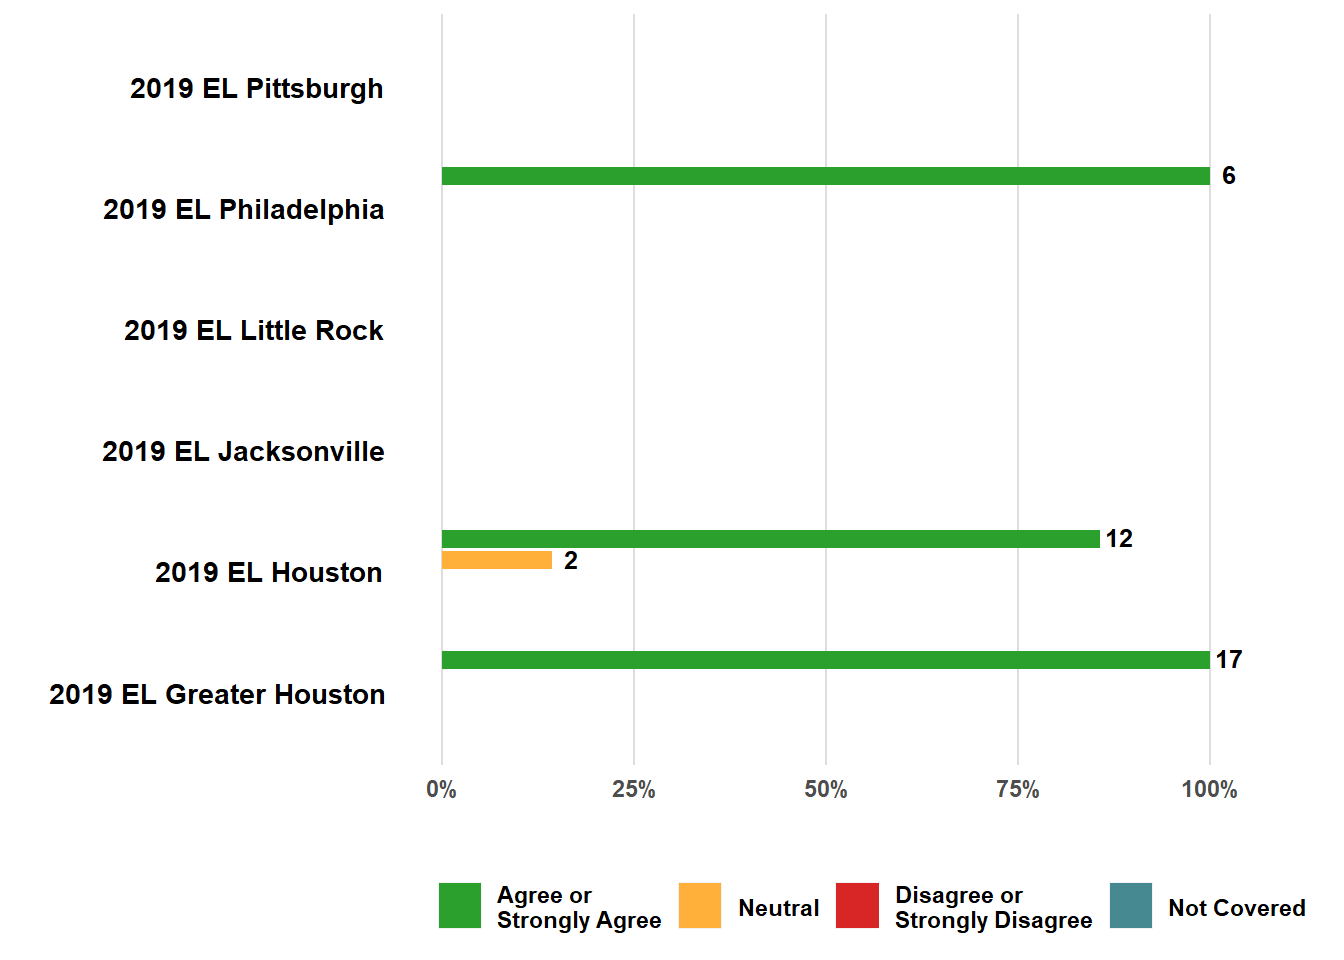 2019 EL Pittsburgh
6
2019 EL Philadelphia
2019 EL Little Rock
2019 EL Jacksonville
12
2
2019 EL Houston
17
2019 EL Greater Houston
0% 25% 50% 75% 100%
Agree or
Strongly Agree
Neutral
Disagree or
Strongly Disagree
Not Covered